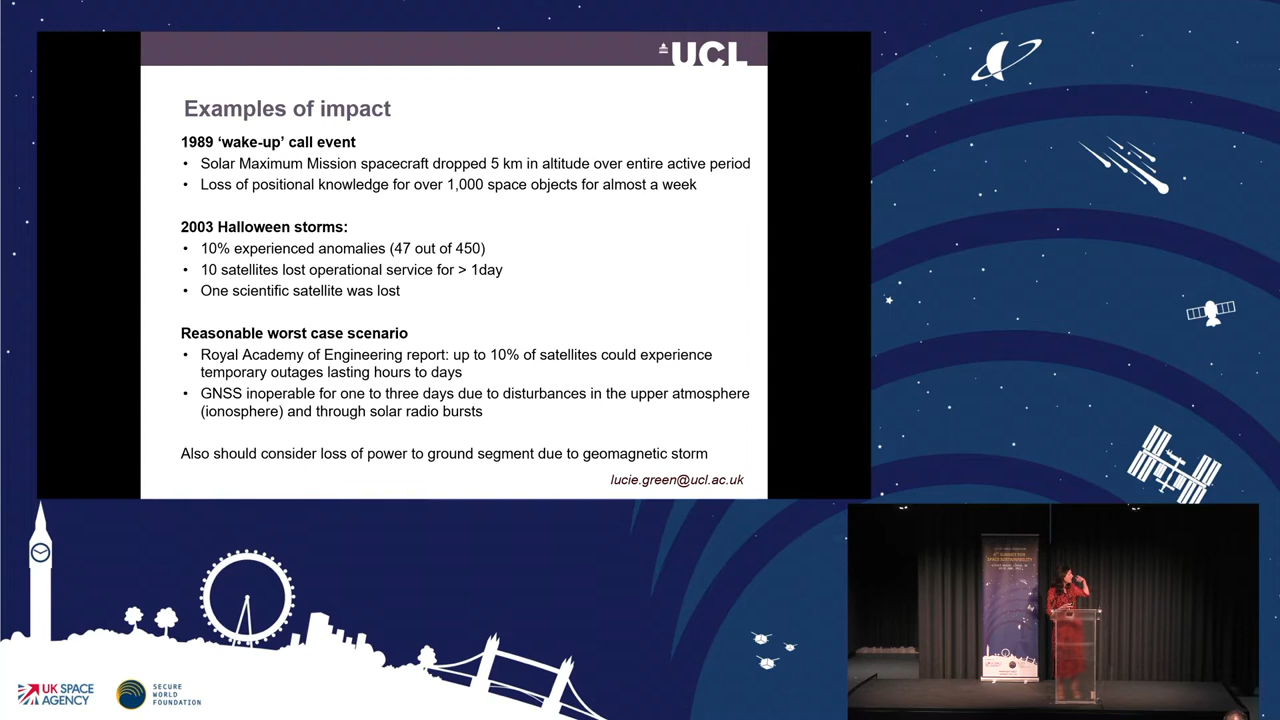 UCL
Examples of impact
1989 ‘wake-up’ call event
• Solar Maximum Mission spacecraft dropped 5 km in altitude over entire active period
• Loss of positional knowledge for over 1,000 space objects for almost a week
2003 Halloween storms:
• 10% experienced anomalies (47 out of 450)
• 10 satellites lost operational service for > 1day
• One scientific satellite was lost
Reasonable worst case scenario
• Royal Academy of Engineering report: up to 10% of satellites could experience
temporary outages lasting hours to days
• GNSS inoperable for one to three days due to disturbances in the upper atmosphere
(ionosphere) and through solar radio bursts
Also should consider loss of power to ground segment due to geomagnetic storm
lucie.green@ucl.ac.uk
4TH SUMMIT FOR
SPACE SUSTAINABILITY
UK SPACE
AGENCY
SECURE
WORLD
FOUNDATION